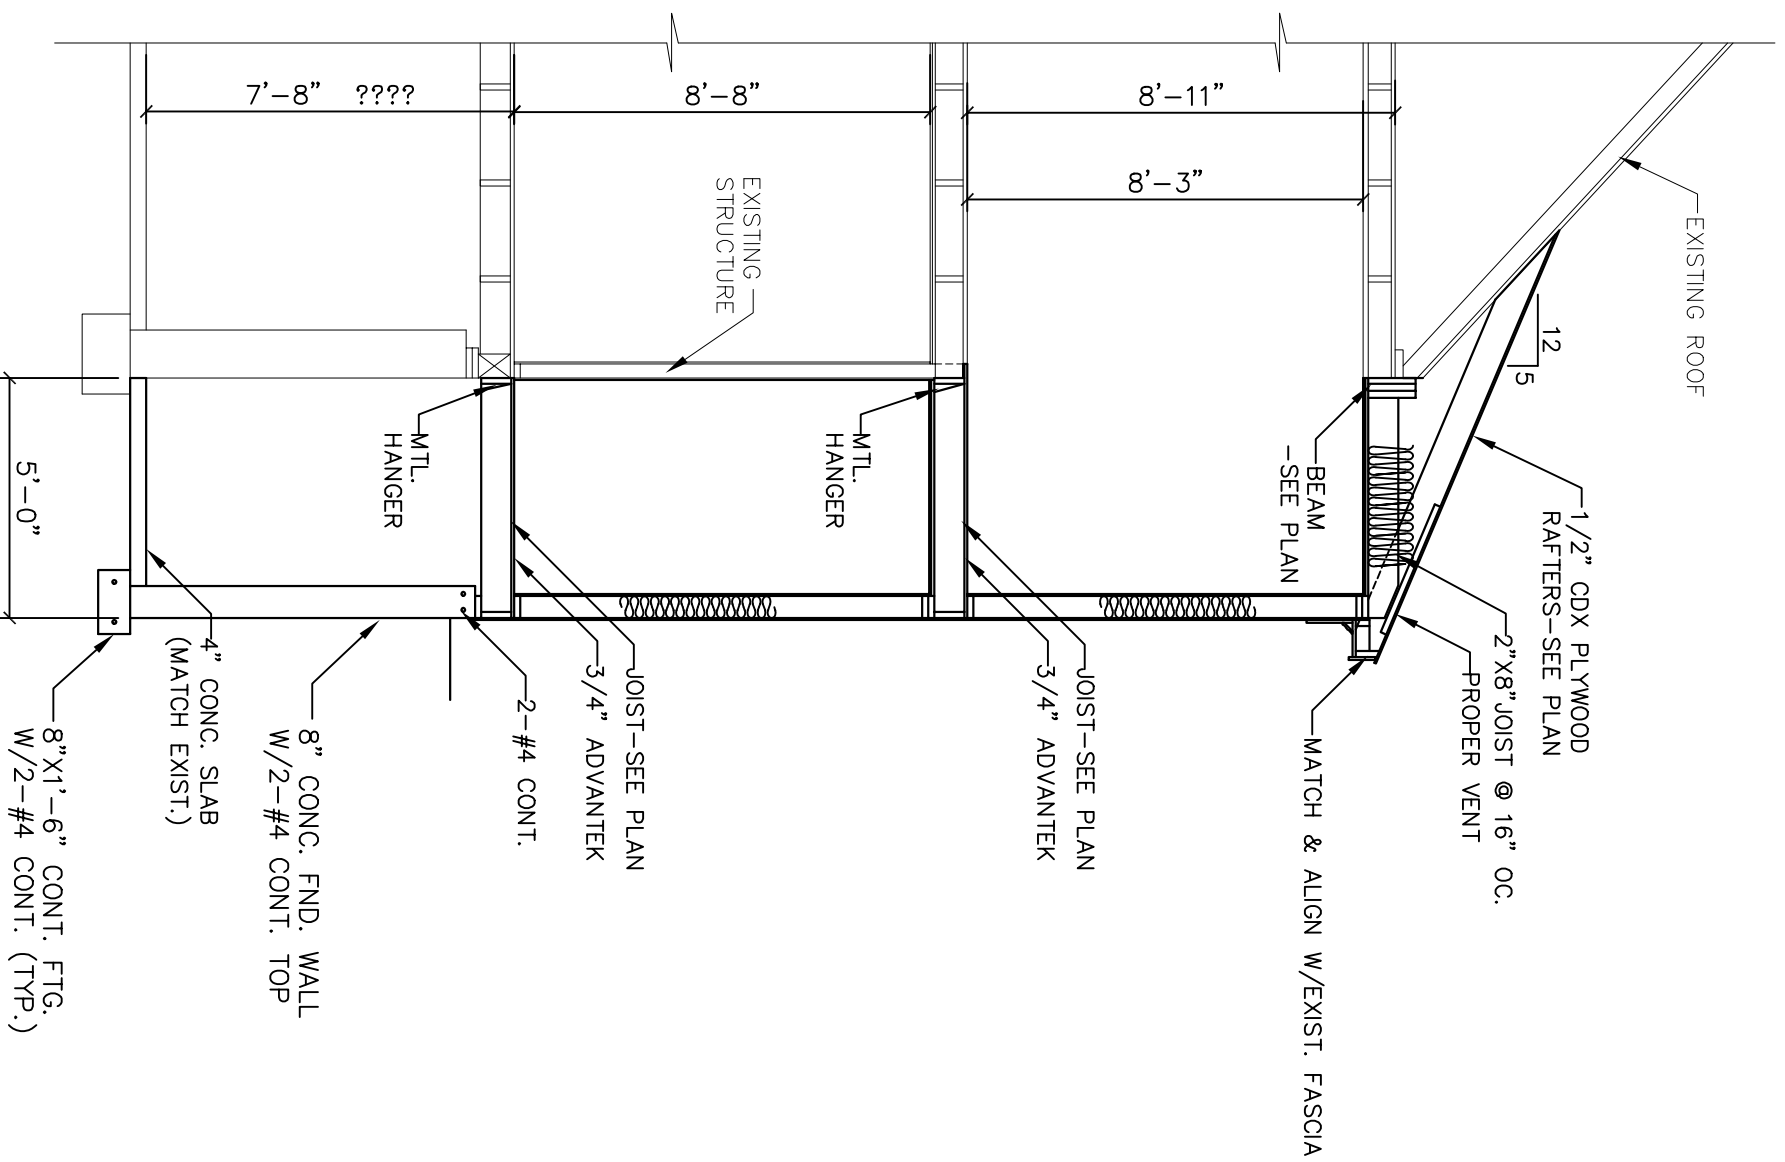 EXISTING ROOF
12
5
1/2" CDX PLYWOOD
RAFTERS-SEE PLAN
2"X8"JOIST @ 16" OC.
PROPER VENT
MATCH & ALIGN W/EXIST. FASCIA
BEAM
-SEE PLAN
8'-11"
8'-3"
JOIST-SEE PLAN
3/4" ADVANTEK
MTL.
HANGER
8'-8"
EXISTING
STRUCTURE
JOIST-SEE PLAN
3/4" ADVANTEK
2-#4 CONT.
MTL.
HANGER
7'-8" ????
8" CONC. FND. WALL
W/2-#4 CONT. TOP
4" CONC. SLAB
(MATCH EXIST.)
8"X1'-6" CONT. FTG.
W/2-#4 CONT. (TYP.)
5'-0"